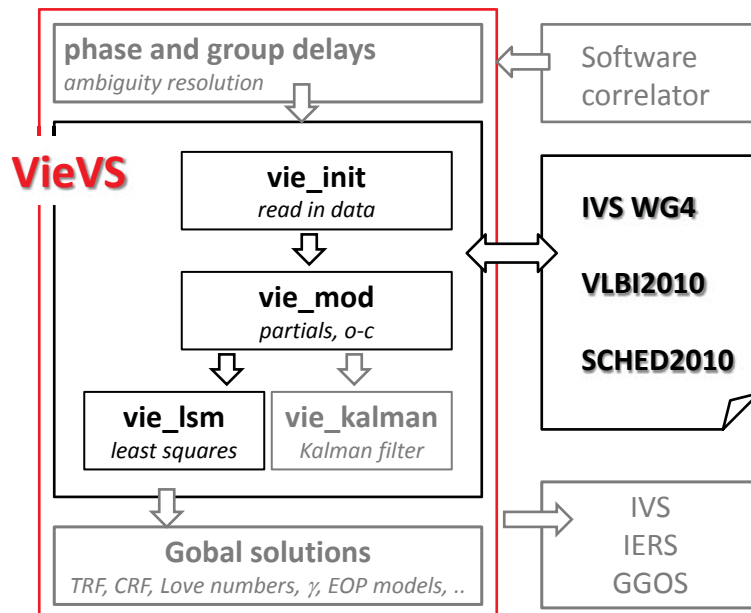 phase and group delays
ambiguity resolution
Software
correlator
VieVS
vie_init
read in data
IVS WG4
VLBI2010
SCHED2010
vie_mod
partials, o-c
vie_lsm
least squares
vie_kalman
Kalman filter
Gobal solutions
TRF, CRF, Love numbers, γ, EOP models, ..
IVS
IERS
GGOS